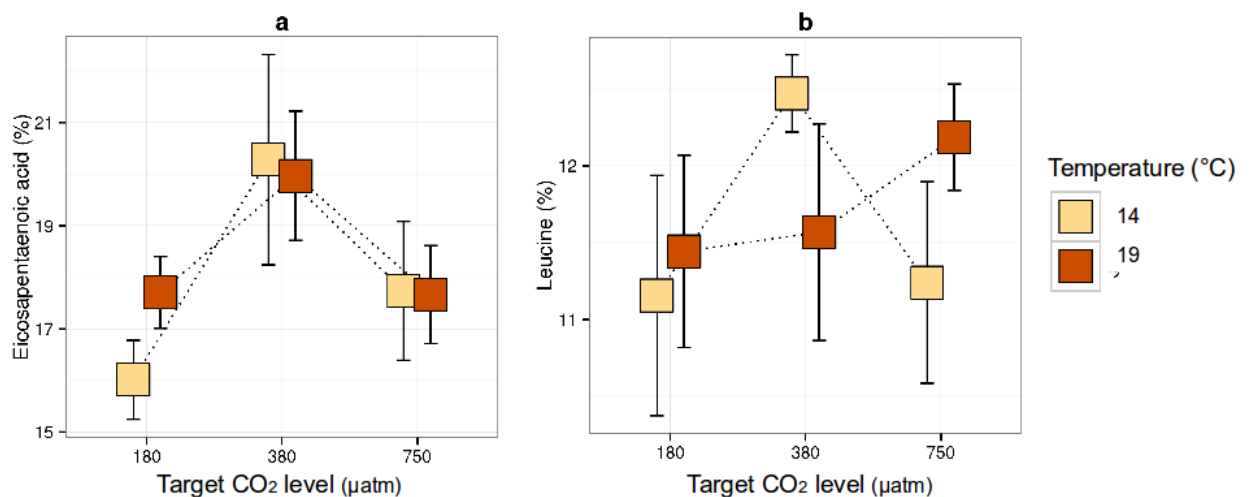 a
Eicosapentaenoic acid (%)
21
19
17
15
180 380 750
Target CO₂ level (µatm)
b
Leucine (%)
12
11
180 380 750
Target CO₂ level (µatm)
Temperature (°C)
14
19